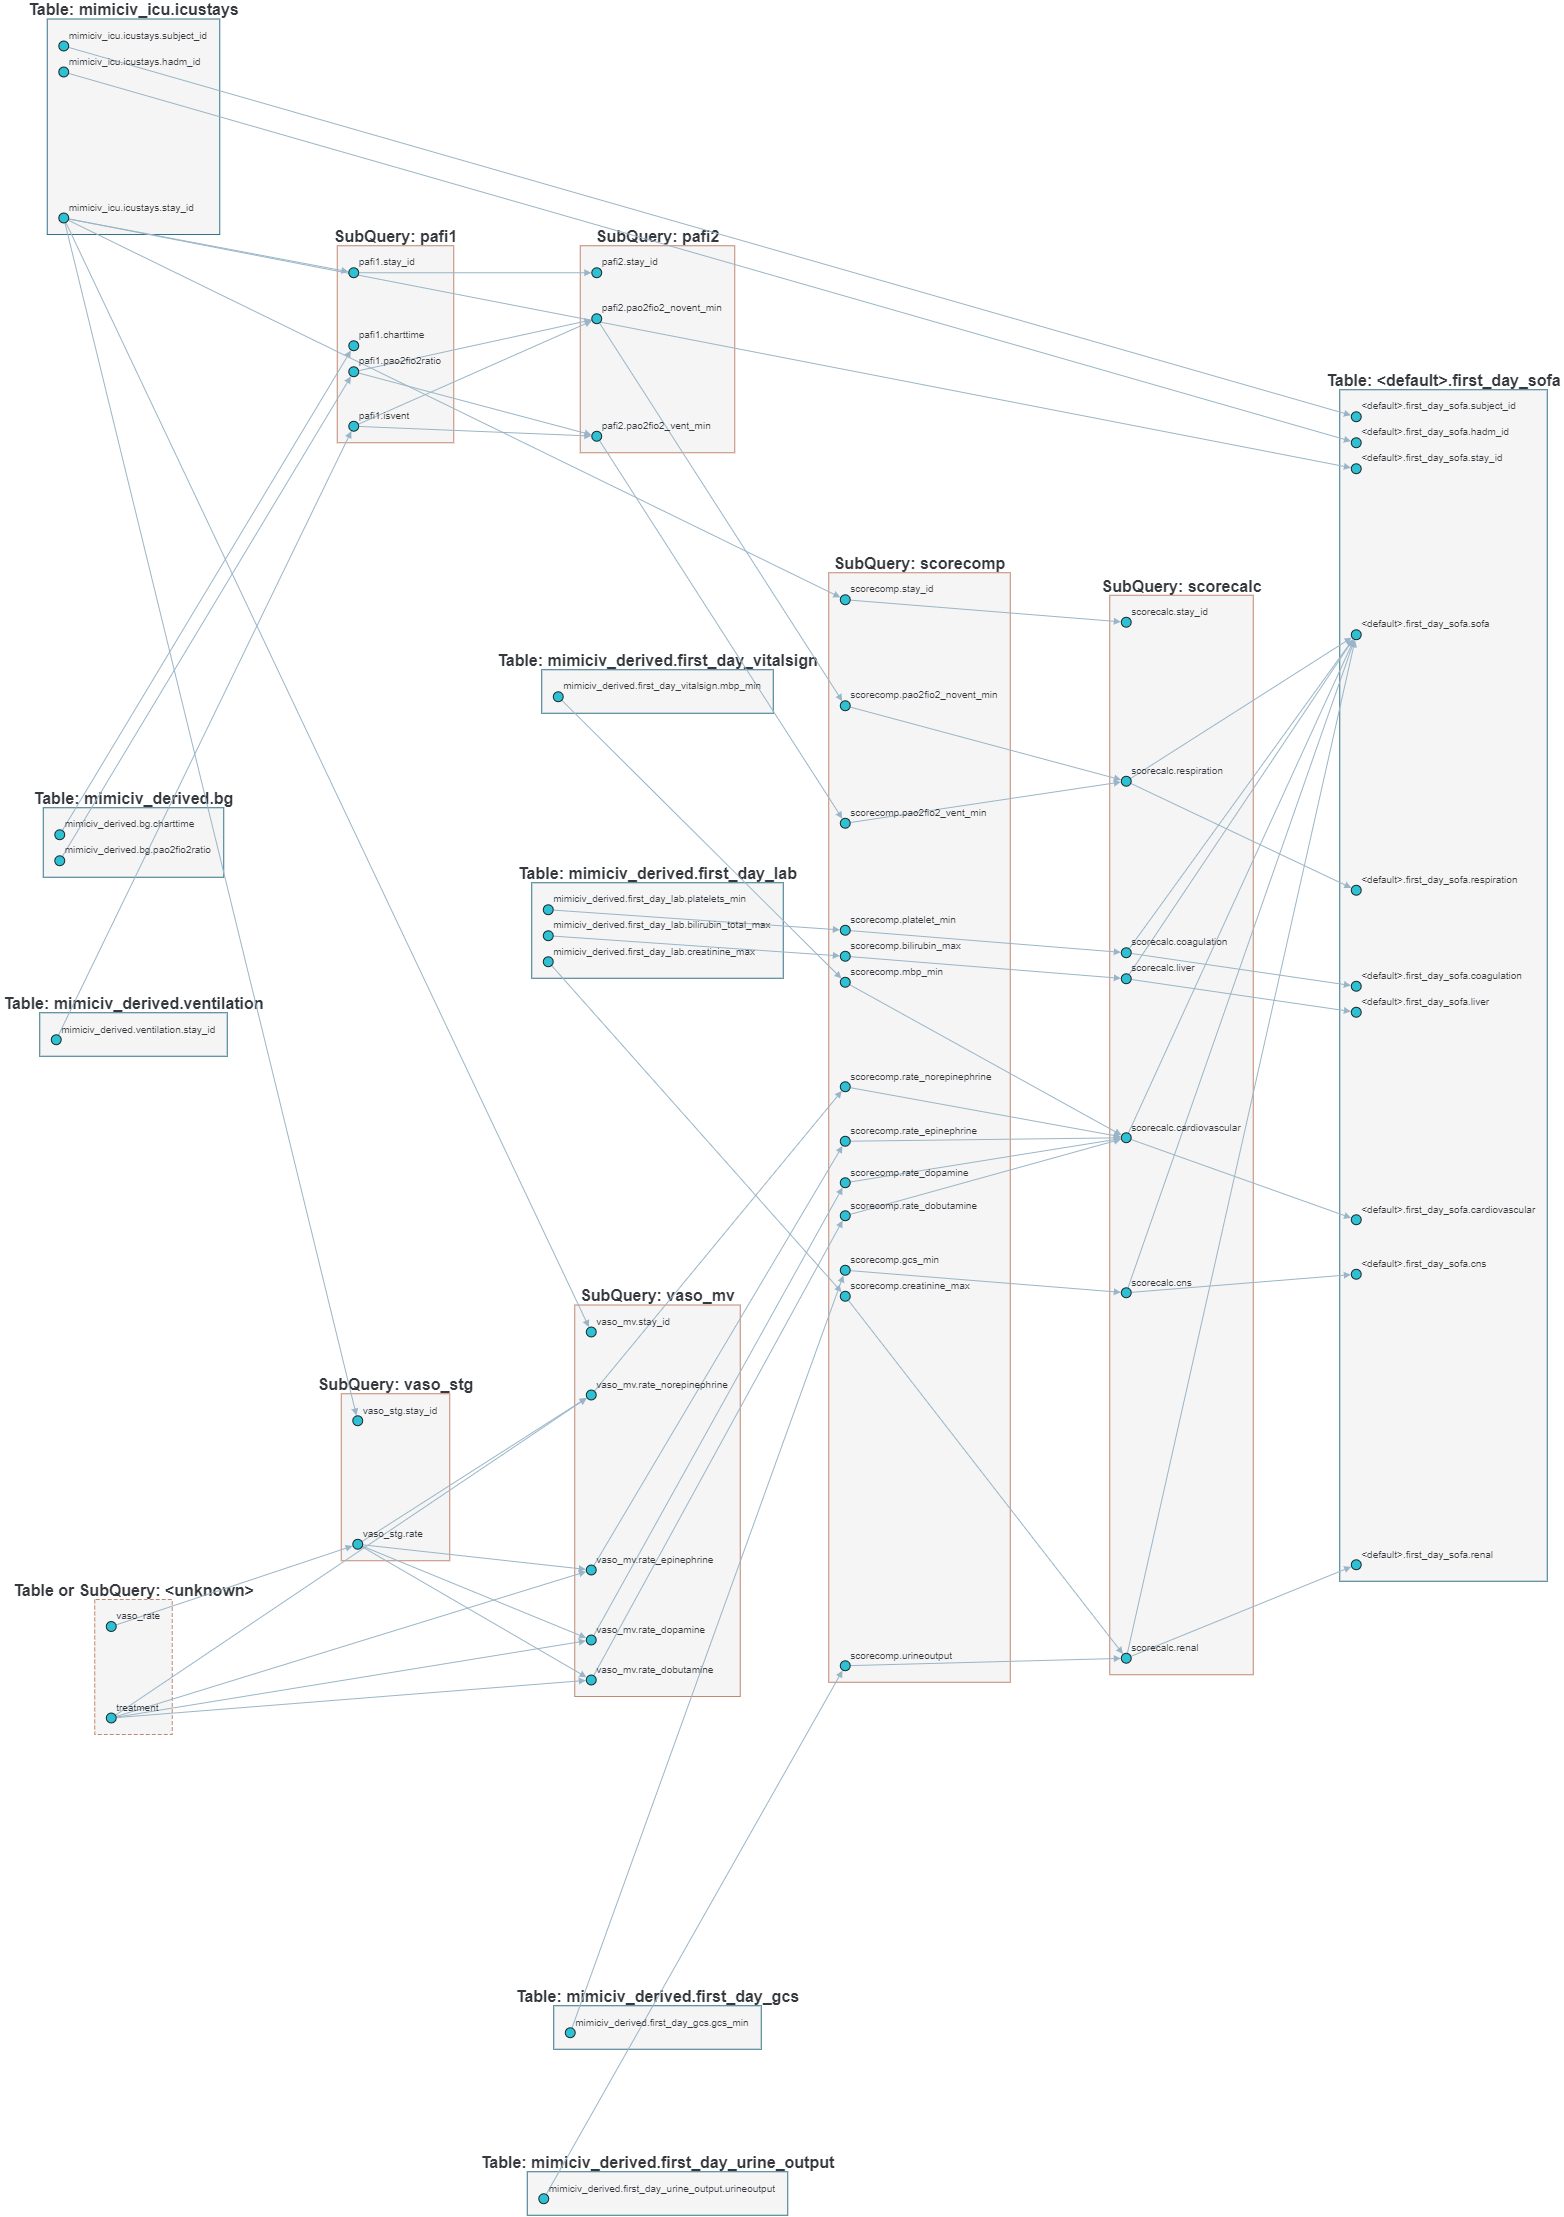 Table: mimiciv_icu.icustays
mimiciv_icu.icustays.subject_id
mimiciv_icu.icustays.hadm_id
mimiciv_icu.icustays.stay_id
SubQuery: pafi1
pafi1.stay_id
pafi1.charttime
pafi1.pao2fio2ratio
pafi1.isvent
SubQuery: pafi2
pafi2.stay_id
pafi2.pao2fio2_novent_min
pafi2.pao2fio2_vent_min
Table: <default>.first_day_sofa
<default>.first_day_sofa.subject_id
<default>.first_day_sofa.hadm_id
<default>.first_day_sofa.stay_id
<default>.first_day_sofa.sofa
<default>.first_day_sofa.respiration
<default>.first_day_sofa.coagulation
<default>.first_day_sofa.liver
<default>.first_day_sofa.cardiovascular
<default>.first_day_sofa.cns
<default>.first_day_sofa.renal
SubQuery: scorecomp
scorecomp.stay_id
scorecomp.pao2fio2_novent_min
scorecomp.pao2fio2_vent_min
scorecomp.platelet_min
scorecomp.bilirubin_max
scorecomp.mbp_min
scorecomp.rate_norepinephrine
scorecomp.rate_epinephrine
scorecomp.rate_dopamine
scorecomp.rate_dobutamine
scorecomp.gcs_min
scorecomp.creatinine_max
scorecomp.urineoutput
SubQuery: scorecalc
scorecalc.stay_id
scorecalc.respiration
scorecalc.coagulation
scorecalc.liver
scorecalc.cardiovascular
scorecalc.cns
scorecalc.renal
Table: mimiciv_derived.first_day_vitalsign
mimiciv_derived.first_day_vitalsign.mbp_min
Table: mimiciv_derived.bg
mimiciv_derived.bg.charttime
mimiciv_derived.bg.pao2fio2ratio
Table: mimiciv_derived.first_day_lab
mimiciv_derived.first_day_lab.platelets_min
mimiciv_derived.first_day_lab.bilirubin_total_max
mimiciv_derived.first_day_lab.creatinine_max
Table: mimiciv_derived.ventilation
mimiciv_derived.ventilation.stay_id
SubQuery: vaso_mv
vaso_mv.stay_id
vaso_mv.rate_norepinephrine
vaso_mv.rate_epinephrine
vaso_mv.rate_dopamine
vaso_mv.rate_dobutamine
SubQuery: vaso_stg
vaso_stg.stay_id
vaso_stg.rate
Table or SubQuery: <unknown>
vaso_rate
treatment
Table: mimiciv_derived.first_day_gcs
mimiciv_derived.first_day_gcs.gcs_min
Table: mimiciv_derived.first_day_urine_output
mimiciv_derived.first_day_urine_output.urineoutput